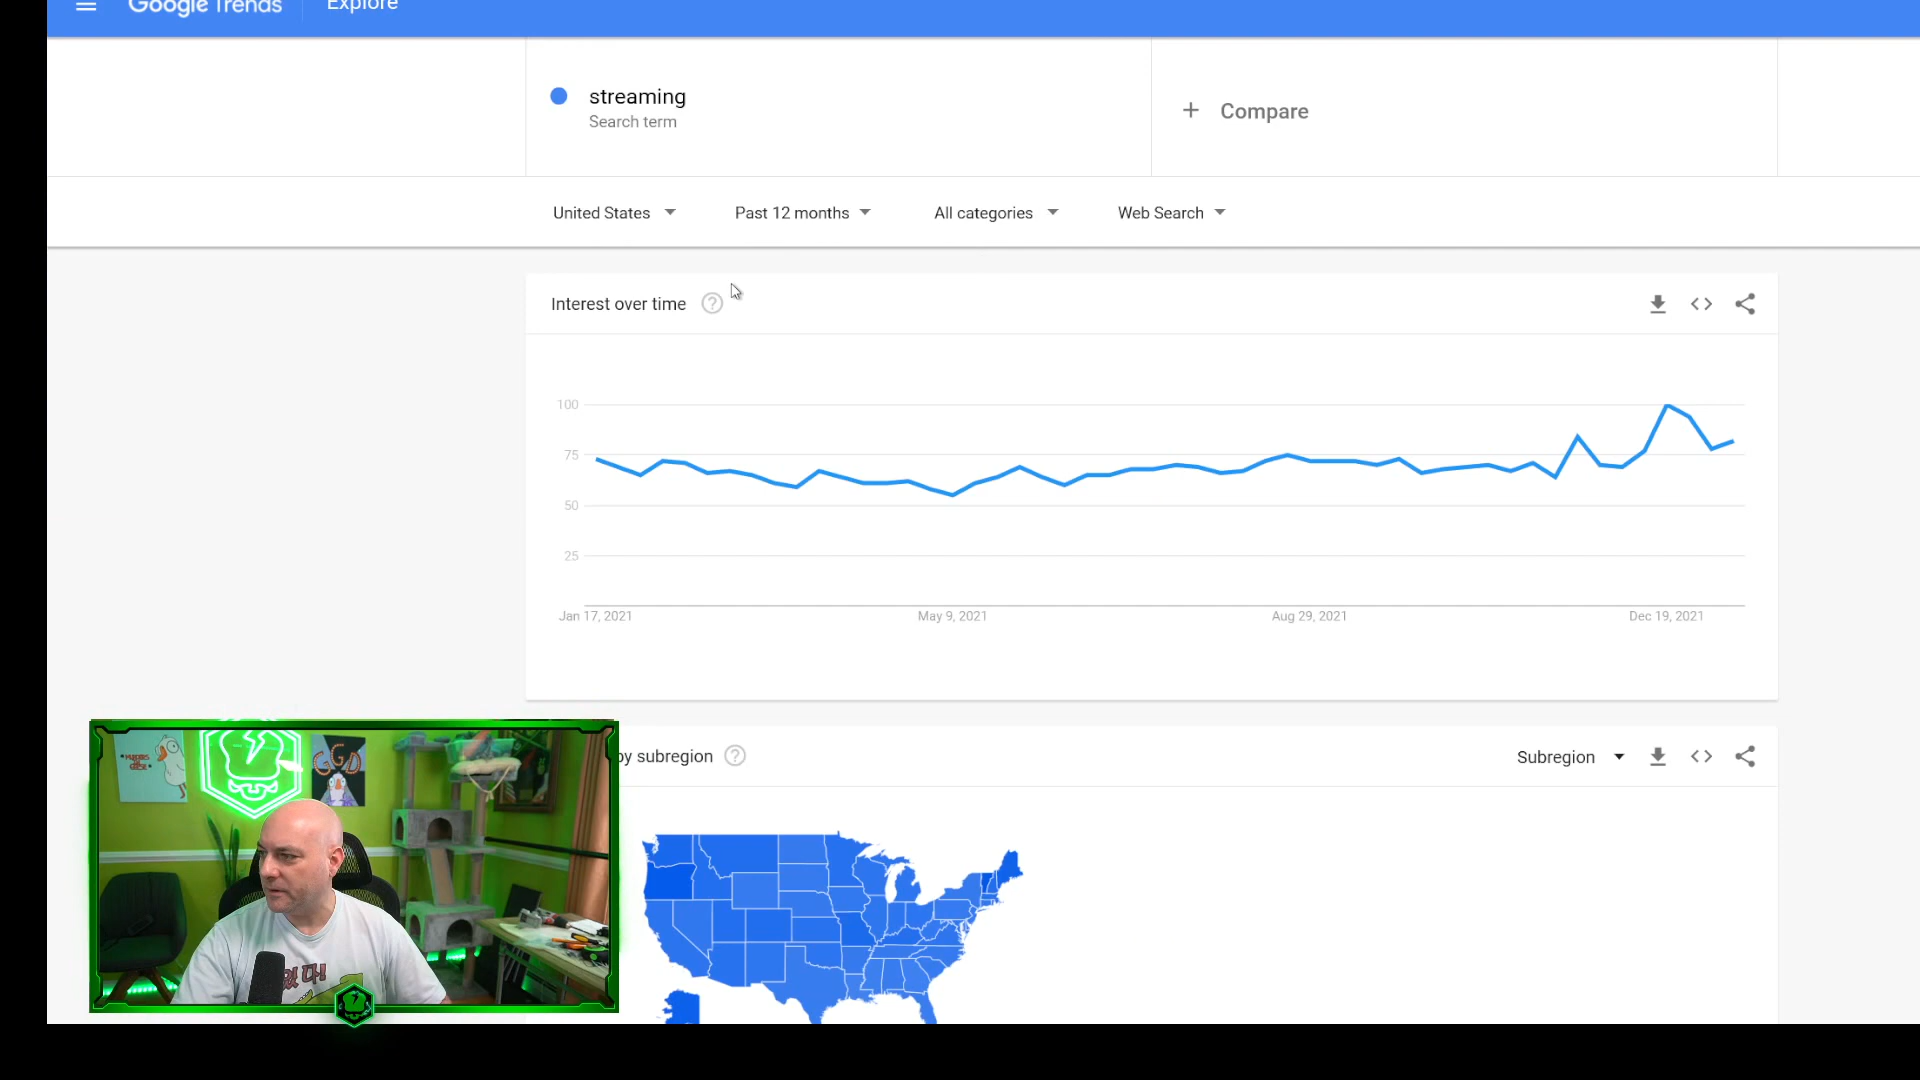 Google Trends
Explore
streaming
Search term
+ Compare
United States
Past 12 months
All categories
Web Search
Interest over time
100
75
50
25
Jan 17, 2021
May 9, 2021
Aug 29, 2021
Dec 19, 2021
by subregion
Subregion
GGD